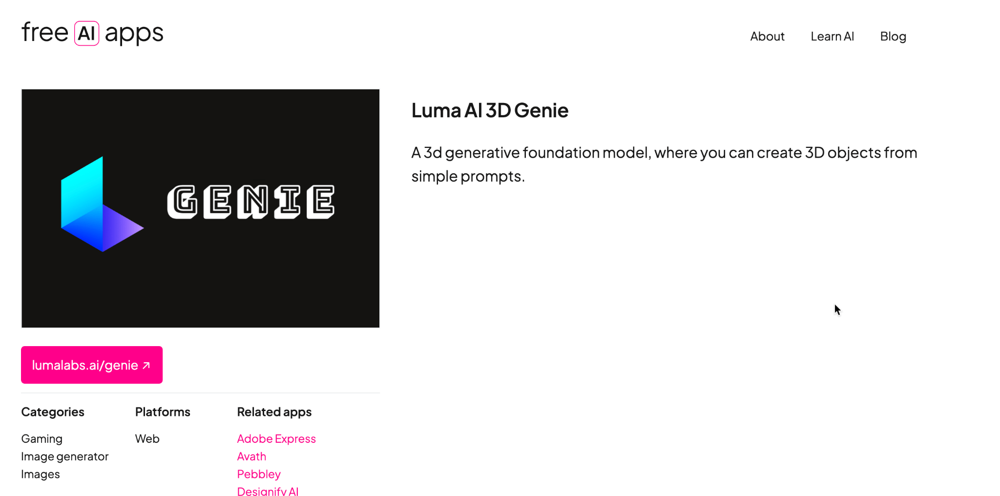 free AI apps
About
Learn AI
Blog
GENIE
Luma AI 3D Genie
A 3d generative foundation model, where you can create 3D objects from
simple prompts.
lumalabs.ai/genie ↗
Categories
Gaming
Image generator
Images
Platforms
Web
Related apps
Adobe Express
Avath
Pebbley
Designify AI